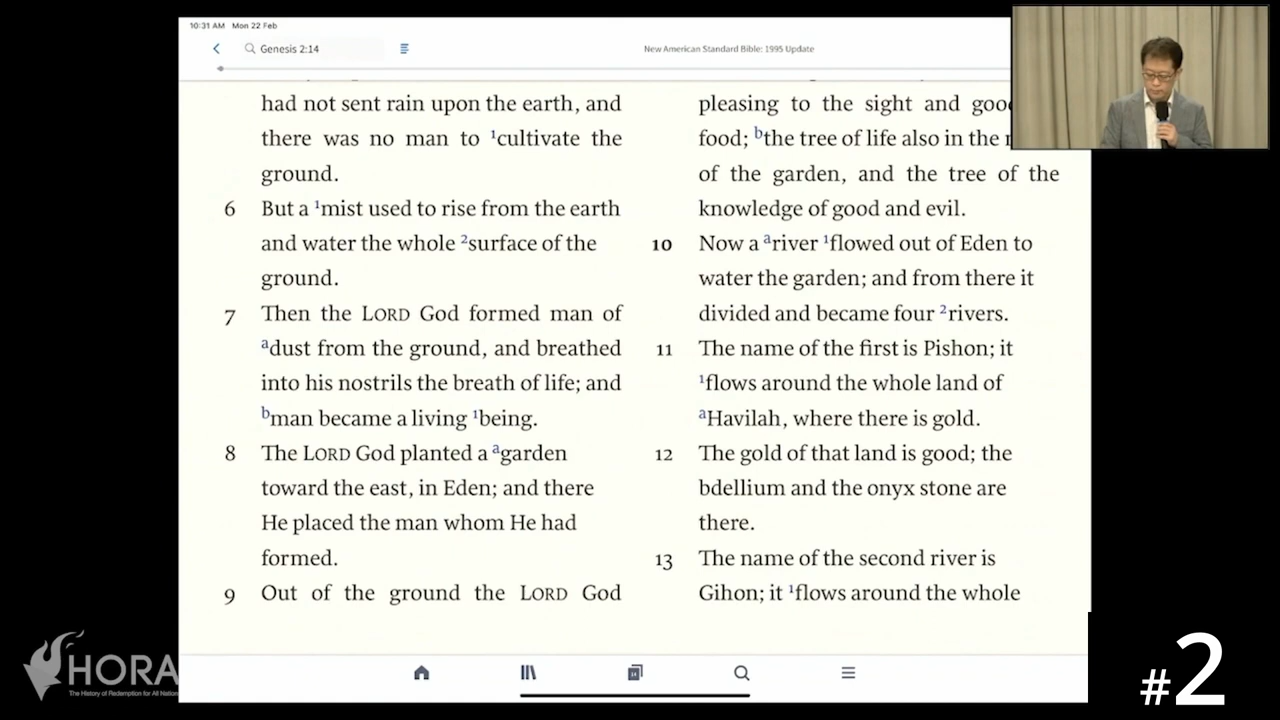 10:31 AM Mon 22 Feb
Genesis 2:14
New American Standard Bible: 1995 Update
had not sent rain upon the earth, and
there was no man to ¹cultivate the
ground.
6 But a ¹mist used to rise from the earth
and water the whole ²surface of the
ground.
7 Then the LORD God formed man of
ᵃdust from the ground, and breathed
into his nostrils the breath of life; and
ᵇman became a living ¹being.
8 The LORD God planted a ᵃgarden
toward the east, in Eden; and there
He placed the man whom He had
formed.
9 Out of the ground the LORD God
pleasing to the sight and goo
food; ᵇthe tree of life also in the
of the garden, and the tree of the
knowledge of good and evil.
10 Now a ᵃriver ¹flowed out of Eden to
water the garden; and from there it
divided and became four ²rivers.
11 The name of the first is Pishon; it
¹flows around the whole land of
ᵃHavilah, where there is gold.
12 The gold of that land is good; the
bdellium and the onyx stone are
there.
13 The name of the second river is
Gihon; it ¹flows around the whole
HORA
The History of Redemption for All Nation
#2